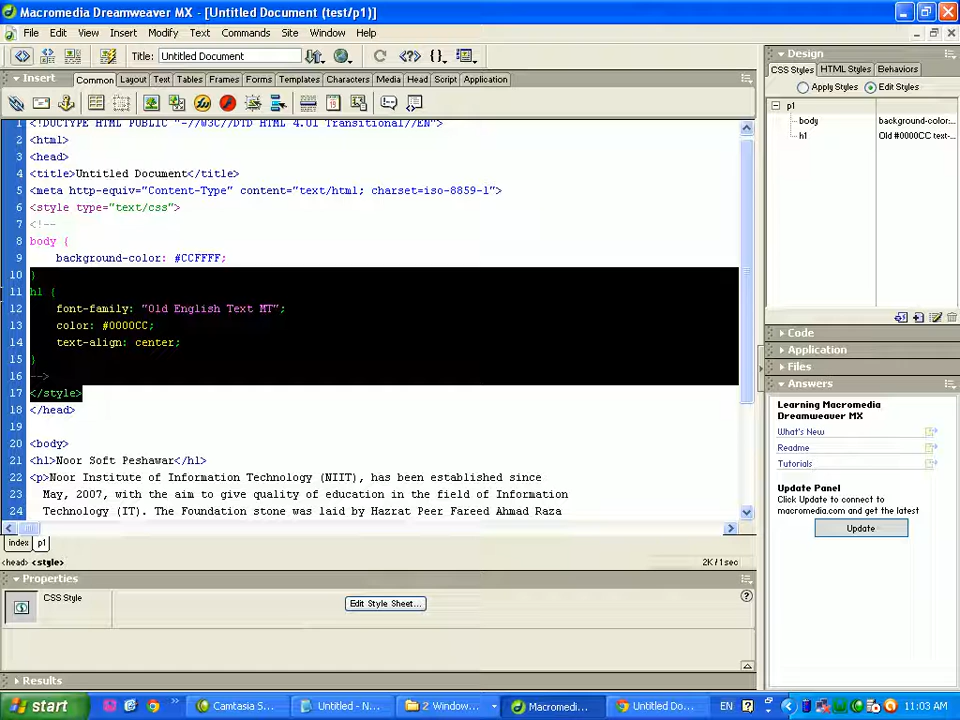 Macromedia Dreamweaver MX - [Untitled Document (test/p1)]
File Edit View Insert Modify Text Commands Site Window Help
Title: Untitled Document
Insert Common Layout Text Tables Frames Forms Templates Characters Media Head Script Application
1 <!DOCTYPE HTML PUBLIC "-//W3C//DTD HTML 4.01 Transitional//EN">
2 <html>
3 <head>
4 <title>Untitled Document</title>
5 <meta http-equiv="Content-Type" content="text/html; charset=iso-8859-1">
6 <style type="text/css">
7 <!--
8 body {
9 background-color: #CCFFFF;
10 }
11 h1 {
12 font-family: "Old English Text MT";
13 color: #0000CC;
14 text-align: center;
15 }
16 -->
17 </style>
18 </head>
19
20 <body>
21 <h1>Noor Soft Peshawar</h1>
22 <p>Noor Institute of Information Technology (NIIT), has been established since
23 May, 2007, with the aim to give quality of education in the field of Information
24 Technology (IT). The Foundation stone was laid by Hazrat Peer Fareed Ahmad Raza
index p1
<head> <style> 2K / 1 sec
Properties
CSS Style Edit Style Sheet...
Results
Design
CSS Styles HTML Styles Behaviors
Apply Styles Edit Styles
p1
body background-color:...
h1 Old #0000CC text-...
Code
Application
Files
Answers
Learning Macromedia
Dreamweaver MX
What's New
Readme
Tutorials
Update Panel
Click Update to connect to
macromedia.com and get the latest
Update
start Camtasia S... Untitled - N... 2 Window... Macromedi... Untitled Do... EN 11:03 AM